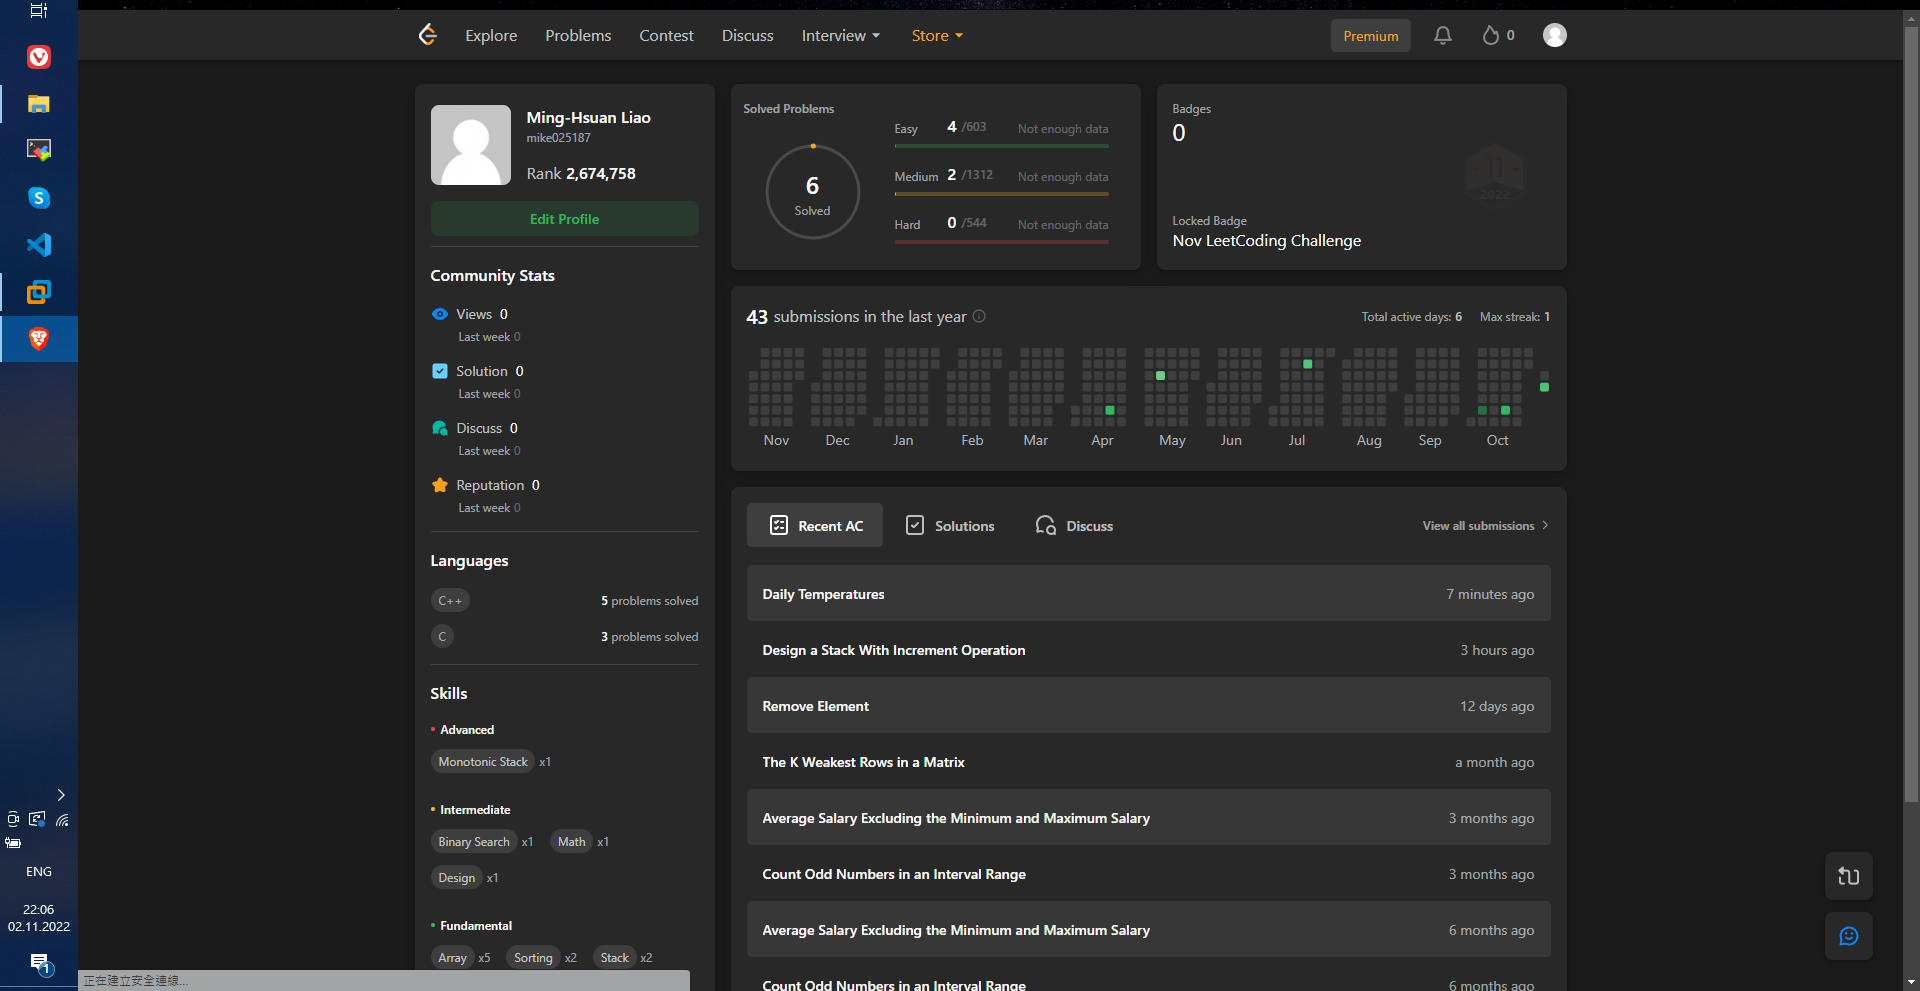 Explore Problems Contest Discuss Interview Store Premium 0
Ming-Hsuan Liao
mike025187
Rank 2,674,758
Edit Profile
Community Stats
Views 0
Last week 0
Solution 0
Last week 0
Discuss 0
Last week 0
Reputation 0
Last week 0
Languages
C++ 5 problems solved
C 3 problems solved
Skills
Advanced
Monotonic Stack x1
Intermediate
Binary Search x1 Math x1
Design x1
Fundamental
Array x5 Sorting x2 Stack x2
Solved Problems
6
Solved
Easy 4 /603 Not enough data
Medium 2 /1312 Not enough data
Hard 0 /544 Not enough data
Badges
0
11
2022
Locked Badge
Nov LeetCoding Challenge
43 submissions in the last year Total active days: 6 Max streak: 1
Nov Dec Jan Feb Mar Apr May Jun Jul Aug Sep Oct
Recent AC Solutions Discuss View all submissions
Daily Temperatures 7 minutes ago
Design a Stack With Increment Operation 3 hours ago
Remove Element 12 days ago
The K Weakest Rows in a Matrix a month ago
Average Salary Excluding the Minimum and Maximum Salary 3 months ago
Count Odd Numbers in an Interval Range 3 months ago
Average Salary Excluding the Minimum and Maximum Salary 6 months ago
Count Odd Numbers in an Interval Range 6 months ago
S
ENG
22:06
02.11.2022
1
正在建立安全連線...